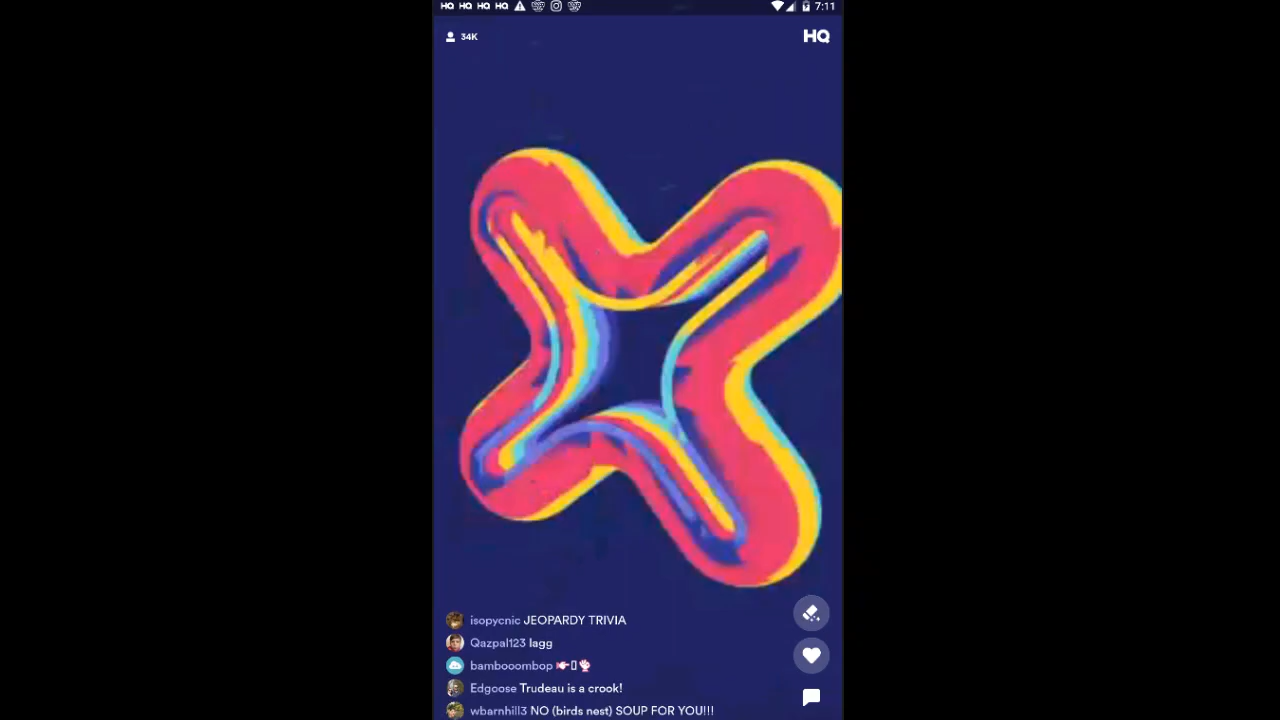 HQ HQ HQ HQ 7:11
34K HQ
isopycnic JEOPARDY TRIVIA
Qazpal123 lagg
bambooombop
Edgoose Trudeau is a crook!
wbarnhill3 NO (birds nest) SOUP FOR YOU!!!